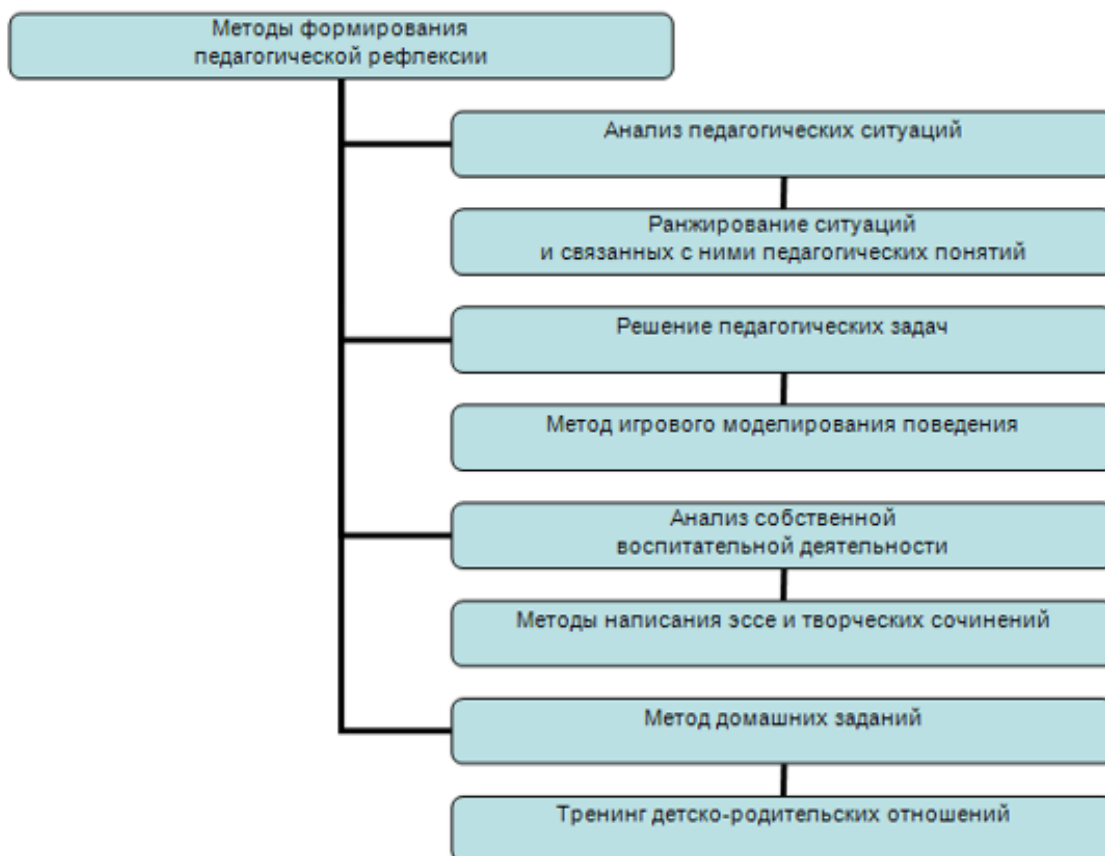 Методы формирования
педагогической рефлексии
Анализ педагогических ситуаций
Ранжирование ситуаций
и связанных с ними педагогических понятий
Решение педагогических задач
Метод игрового моделирования поведения
Анализ собственной
воспитательной деятельности
Методы написания эссе и творческих сочинений
Метод домашних заданий
Тренинг детско-родительских отношений